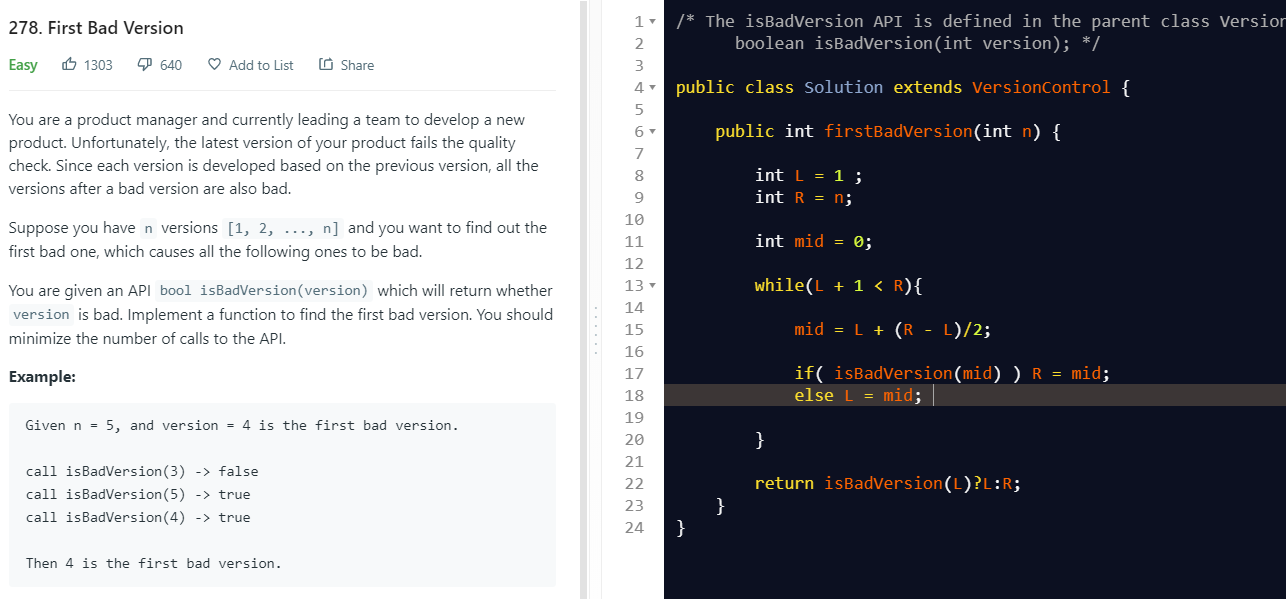 278. First Bad Version
Easy 1303 640 Add to List Share
You are a product manager and currently leading a team to develop a new
product. Unfortunately, the latest version of your product fails the quality
check. Since each version is developed based on the previous version, all the
versions after a bad version are also bad.
Suppose you have n versions [1, 2, ..., n] and you want to find out the
first bad one, which causes all the following ones to be bad.
You are given an API bool isBadVersion(version) which will return whether
version is bad. Implement a function to find the first bad version. You should
minimize the number of calls to the API.
Example:
Given n = 5, and version = 4 is the first bad version.
call isBadVersion(3) -> false
call isBadVersion(5) -> true
call isBadVersion(4) -> true
Then 4 is the first bad version.
1 /* The isBadVersion API is defined in the parent class Version
2 boolean isBadVersion(int version); */
3
4 public class Solution extends VersionControl {
5
6 public int firstBadVersion(int n) {
7
8 int L = 1 ;
9 int R = n;
10
11 int mid = 0;
12
13 while(L + 1 < R){
14
15 mid = L + (R - L)/2;
16
17 if( isBadVersion(mid) ) R = mid;
18 else L = mid;
19
20 }
21
22 return isBadVersion(L)?L:R;
23 }
24 }